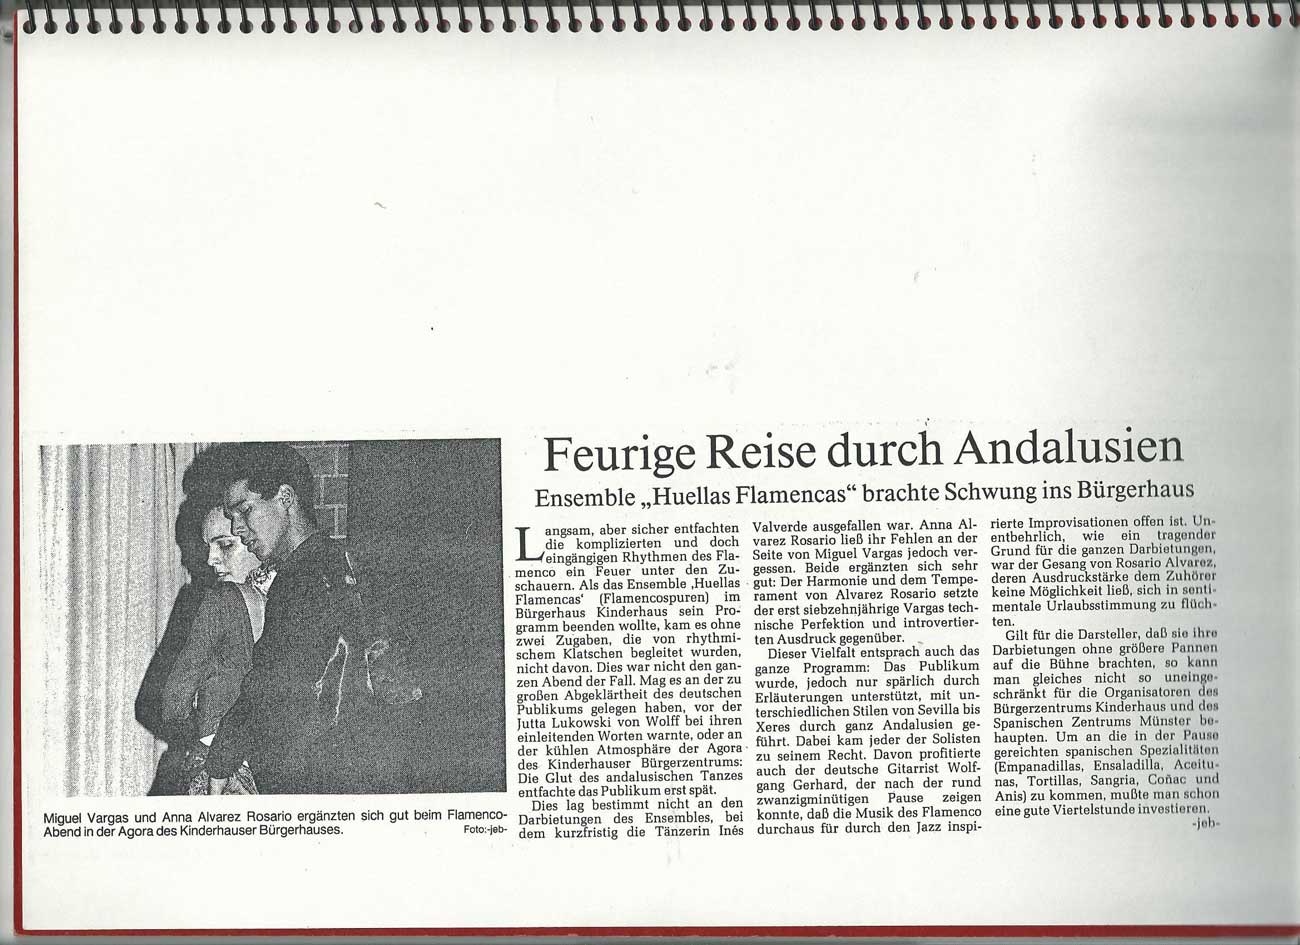 Feurige Reise durch Andalusien
Ensemble „Huellas Flamencas“ brachte Schwung ins Bürgerhaus
Langsam, aber sicher entfachten
die komplizierten und doch
eingängigen Rhythmen des Fla-
menco ein Feuer unter den Zu-
schauern. Als das Ensemble ‚Huellas
Flamencas‘ (Flamencospuren) im
Bürgerhaus Kinderhaus sein Pro-
gramm beenden wollte, kam es ohne
zwei Zugaben, die von rhythmi-
schem Klatschen begleitet wurden,
nicht davon. Dies war nicht den gan-
zen Abend der Fall. Mag es an der zu
großen Abgeklärtheit des deutschen
Publikums gelegen haben, vor der
Jutta Lukowski von Wolff bei ihren
einleitenden Worten warnte, oder an
der kühlen Atmosphäre der Agora
des Kinderhauser Bürgerzentrums:
Die Glut des andalusischen Tanzes
entfachte das Publikum erst spät.
Dies lag bestimmt nicht an den
Darbietungen des Ensembles, bei
dem kurzfristig die Tänzerin Inés
Valverde ausgefallen war. Anna Al-
varez Rosario ließ ihr Fehlen an der
Seite von Miguel Vargas jedoch ver-
gessen. Beide ergänzten sich sehr
gut: Der Harmonie und dem Tempe-
rament von Alvarez Rosario setzte
der erst siebzehnjährige Vargas tech-
nische Perfektion und introvertier-
ten Ausdruck gegenüber.
Dieser Vielfalt entsprach auch das
ganze Programm: Das Publikum
wurde, jedoch nur spärlich durch
Erläuterungen unterstützt, mit un-
terschiedlichen Stilen von Sevilla bis
Xeres durch ganz Andalusien ge-
führt. Dabei kam jeder der Solisten
zu seinem Recht. Davon profitierte
auch der deutsche Gitarrist Wolf-
gang Gerhard, der nach der rund
zwanzigminütigen Pause zeigen
konnte, daß die Musik des Flamenco
durchaus für durch den Jazz inspi-
rierte Improvisationen offen ist. Un-
entbehrlich, wie ein tragender
Grund für die ganzen Darbietungen,
war der Gesang von Rosario Alvarez,
deren Ausdruckstärke dem Zuhörer
keine Möglichkeit ließ, sich in senti-
mentale Urlaubsstimmung zu flüch-
ten.
Gilt für die Darsteller, daß sie ihre
Darbietungen ohne größere Pannen
auf die Bühne brachten, so kann
man gleiches nicht so uneinge-
schränkt für die Organisatoren des
Bürgerzentrums Kinderhaus und des
Spanischen Zentrums Münster be-
haupten. Um an die in der Pause
gereichten spanischen Spezialitäten
(Empanadillas, Ensaladilla, Aceitu-
nas, Tortillas, Sangria, Coñac und
Anis) zu kommen, mußte man schon
eine gute Viertelstunde investieren.
-jeb-
Miguel Vargas und Anna Alvarez Rosario ergänzten sich gut beim Flamenco-
Abend in der Agora des Kinderhauser Bürgerhauses.
Foto:-jeb-